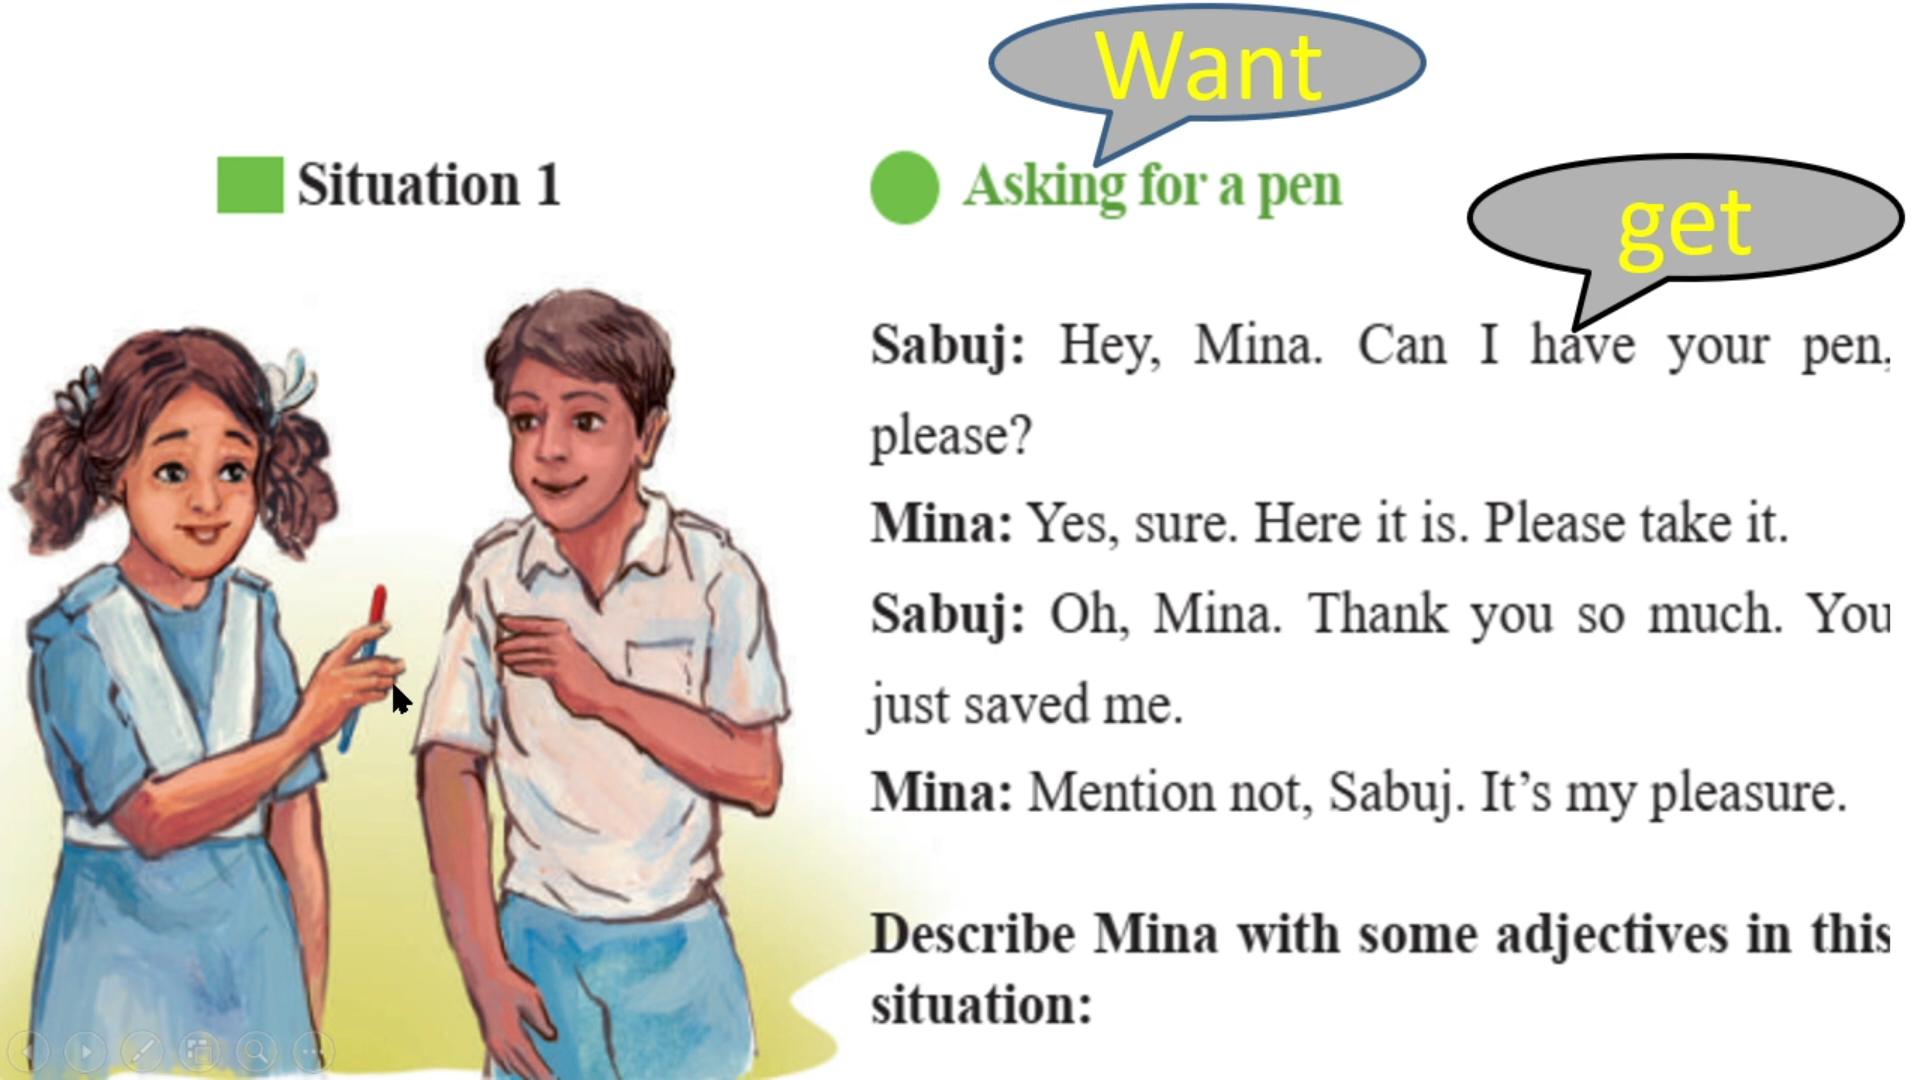 Want
Situation 1
Asking for a pen
get
Sabuj: Hey, Mina. Can I have your pen,
please?
Mina: Yes, sure. Here it is. Please take it.
Sabuj: Oh, Mina. Thank you so much. You
just saved me.
Mina: Mention not, Sabuj. It’s my pleasure.
Describe Mina with some adjectives in this
situation: